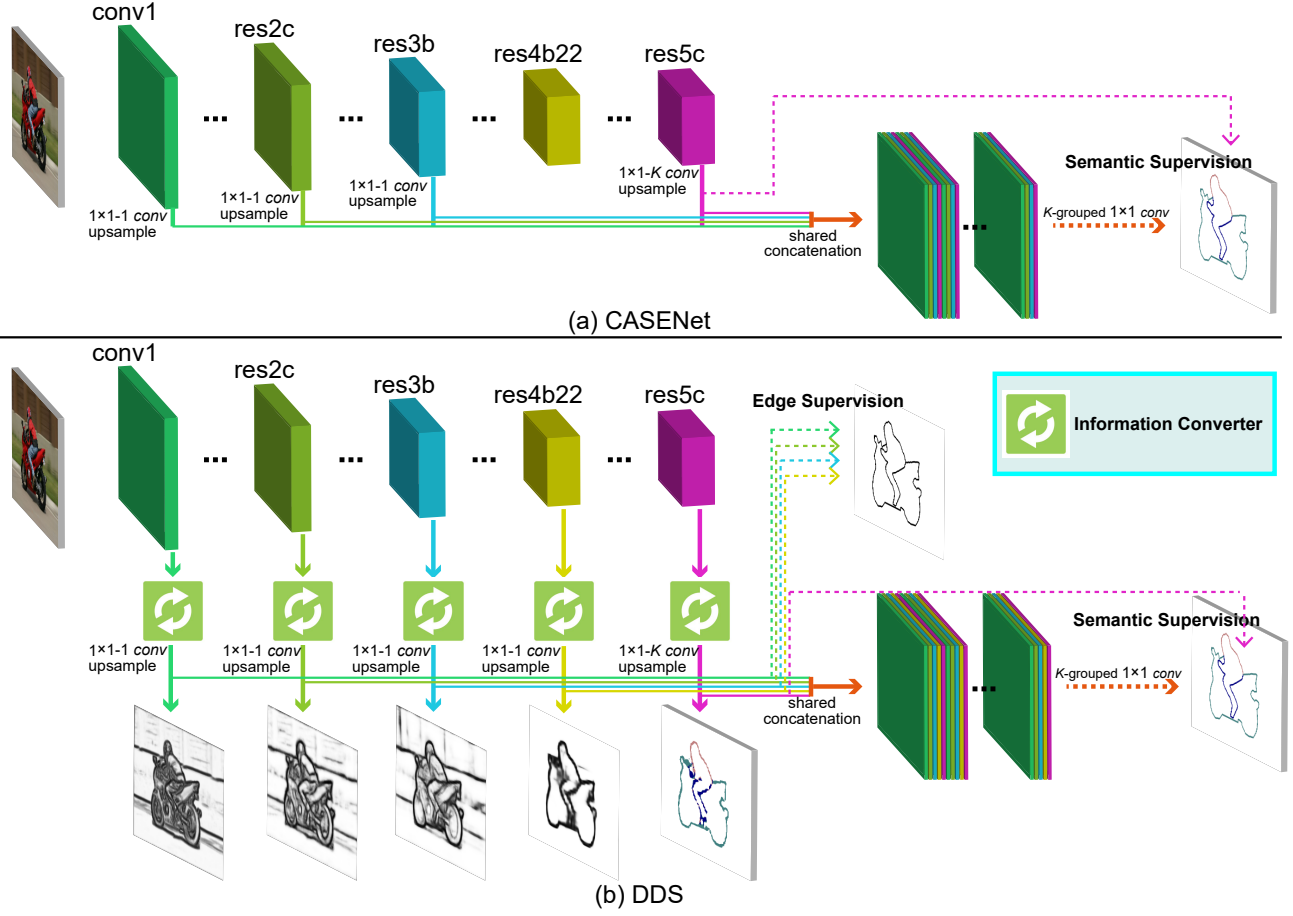 conv1
res2c
res3b
res4b22
res5c
...
...
...
...
1×1-1 conv
upsample
1×1-1 conv
upsample
1×1-1 conv
upsample
1×1-K conv
upsample
shared
concatenation
...
K-grouped 1×1 conv
Semantic Supervision
(a) CASENet
conv1
res2c
res3b
res4b22
res5c
...
...
...
...
Edge Supervision
Information Converter
1×1-1 conv
upsample
1×1-1 conv
upsample
1×1-1 conv
upsample
1×1-1 conv
upsample
1×1-K conv
upsample
shared
concatenation
...
K-grouped 1×1 conv
Semantic Supervision
(b) DDS